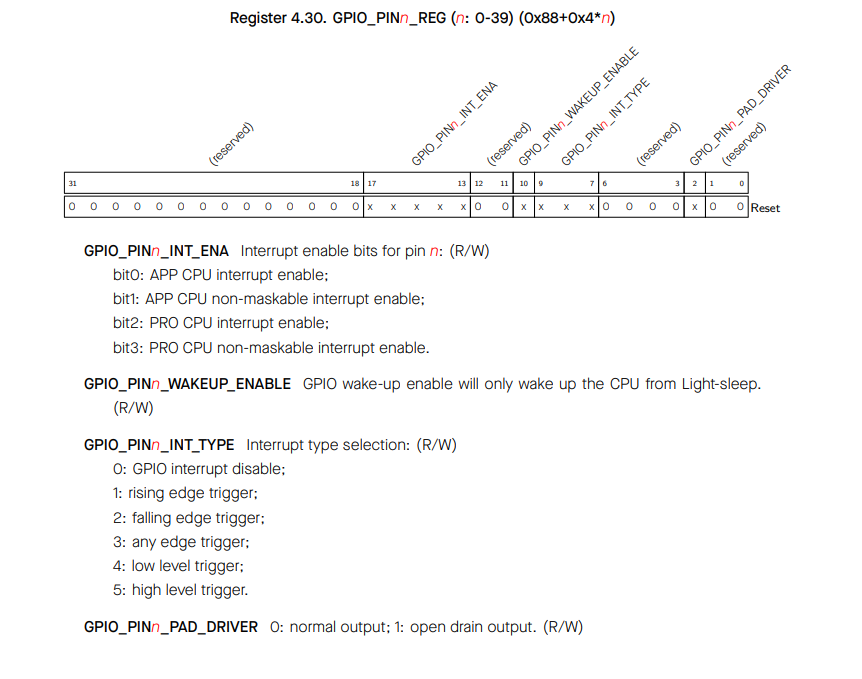 Register 4.30. GPIO_PINn_REG (n: 0-39) (0x88+0x4*n)
(reserved) GPIO_PINn_INT_ENA (reserved) GPIO_PINn_WAKEUP_ENABLE GPIO_PINn_INT_TYPE (reserved) GPIO_PINn_PAD_DRIVER (reserved)
31 18 17 13 12 11 10 9 7 6 3 2 1 0
0 0 0 0 0 0 0 0 0 0 0 0 0 0 x x x x x 0 0 x x x x 0 0 0 0 x 0 0 Reset
GPIO_PINn_INT_ENA Interrupt enable bits for pin n: (R/W)
bit0: APP CPU interrupt enable;
bit1: APP CPU non-maskable interrupt enable;
bit2: PRO CPU interrupt enable;
bit3: PRO CPU non-maskable interrupt enable.
GPIO_PINn_WAKEUP_ENABLE GPIO wake-up enable will only wake up the CPU from Light-sleep.
(R/W)
GPIO_PINn_INT_TYPE Interrupt type selection: (R/W)
0: GPIO interrupt disable;
1: rising edge trigger;
2: falling edge trigger;
3: any edge trigger;
4: low level trigger;
5: high level trigger.
GPIO_PINn_PAD_DRIVER 0: normal output; 1: open drain output. (R/W)